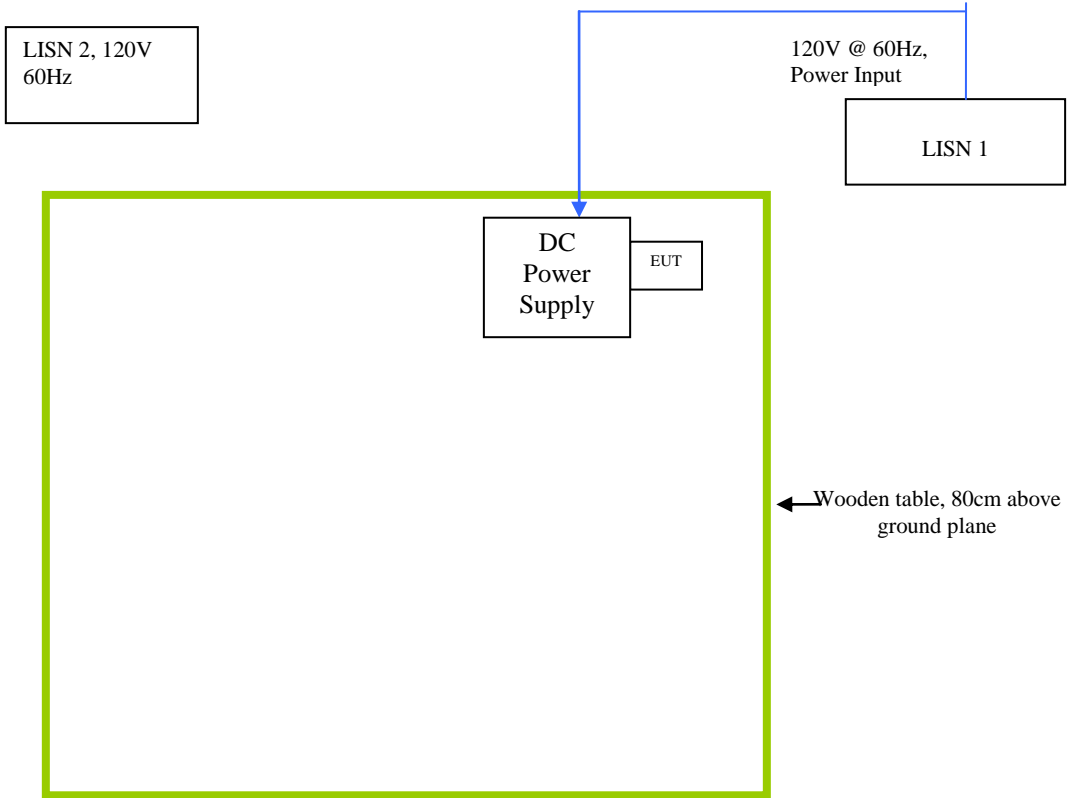 LISN 2, 120V
60Hz
120V @ 60Hz,
Power Input
LISN 1
DC
Power
Supply
EUT
Wooden table, 80cm above
ground plane